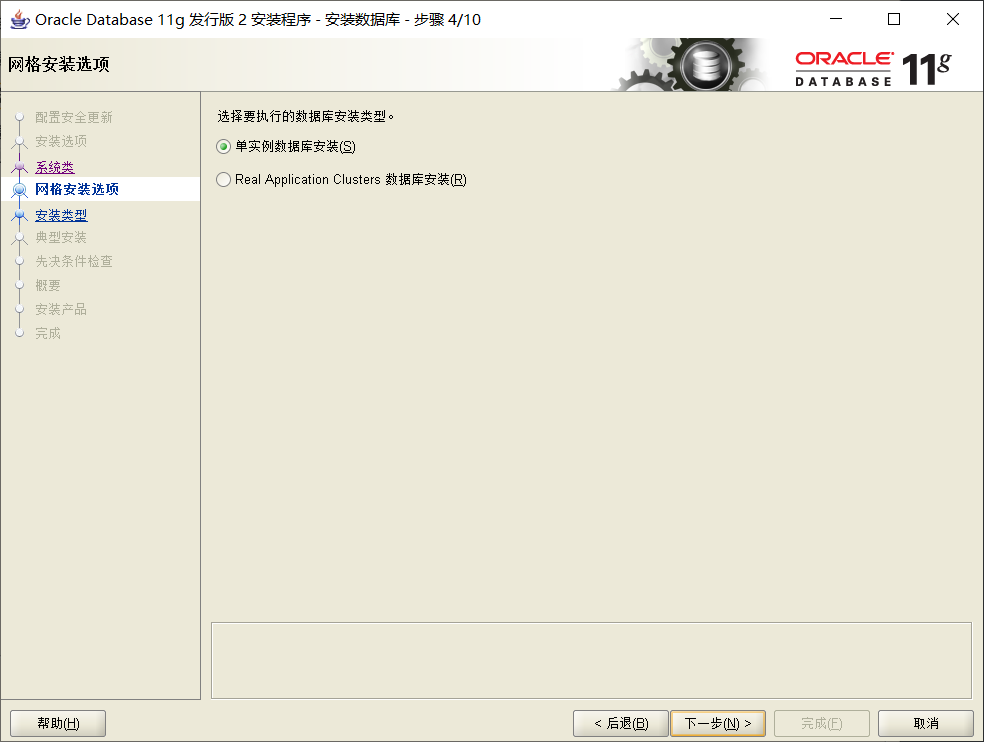 Oracle Database 11g 发行版 2 安装程序 - 安装数据库 - 步骤 4/10
网格安装选项
ORACLE
DATABASE
11g
配置安全更新
安装选项
系统类
网格安装选项
安装类型
典型安装
先决条件检查
概要
安装产品
完成
选择要执行的数据库安装类型。
单实例数据库安装(S)
Real Application Clusters 数据库安装(R)
帮助(H)
< 后退(B)
下一步(N) >
完成(F)
取消